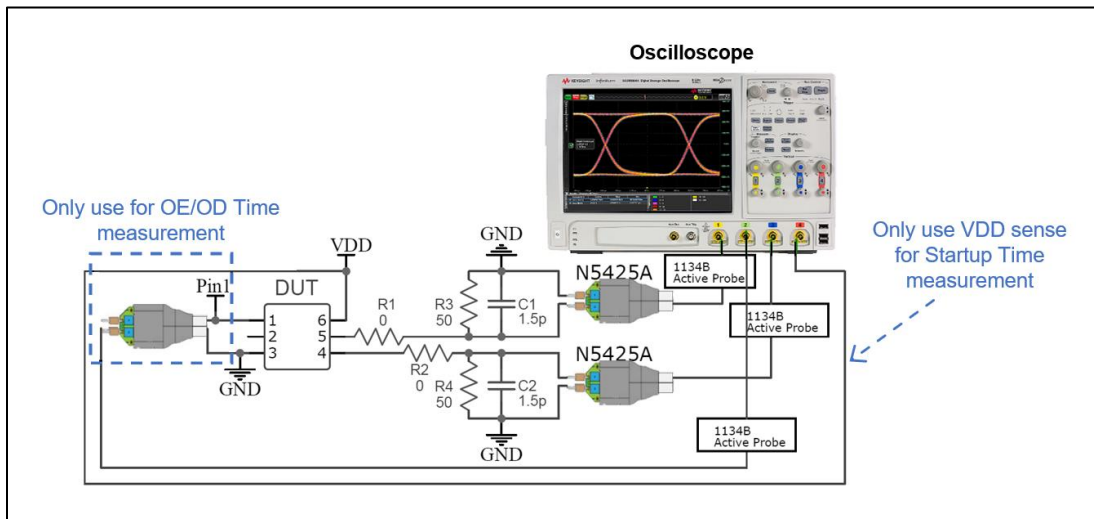 Oscilloscope
KEYSIGHT
Only use for OE/OD Time
measurement
VDD
GND
N5425A
1134B
Active Probe
Only use VDD sense
for Startup Time
measurement
Pin1
DUT
R1
0
R3
50
C1
1.5p
1134B
Active Probe
1
2
3
6
5
4
N5425A
GND
R2
0
R4
50
C2
1.5p
GND
1134B
Active Probe